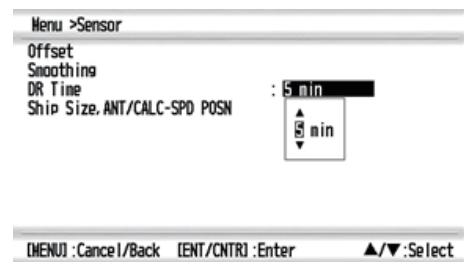 Menu >Sensor
Offset
Smoothing
DR Time : 5 min
Ship Size, ANT/CALC-SPD POSN
▲
5 min
▼
[MENU] :Cancel/Back [ENT/CNTR] :Enter ▲/▼ :Select